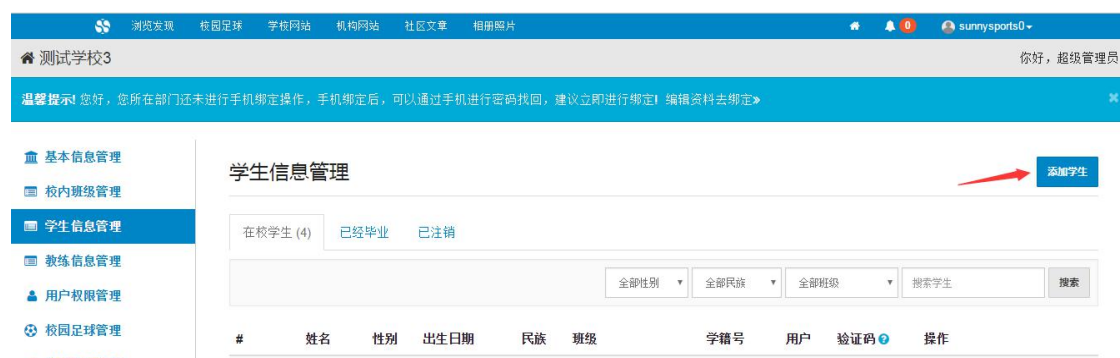 浏览发现 校园足球 学校网站 机构网站 社区文章 相册照片 0 sunnysports0
测试学校3 你好，超级管理员
温馨提示! 您好，您所在部门还未进行手机绑定操作，手机绑定后，可以通过手机进行密码找回，建议立即进行绑定! 编辑资料去绑定»
基本信息管理
校内班级管理
学生信息管理
教练信息管理
用户权限管理
校园足球管理
学生信息管理 添加学生
在校学生 (4) 已经毕业 已注销
全部性别 全部民族 全部班级 搜索学生 搜索
# 姓名 性别 出生日期 民族 班级 学籍号 用户 验证码 操作